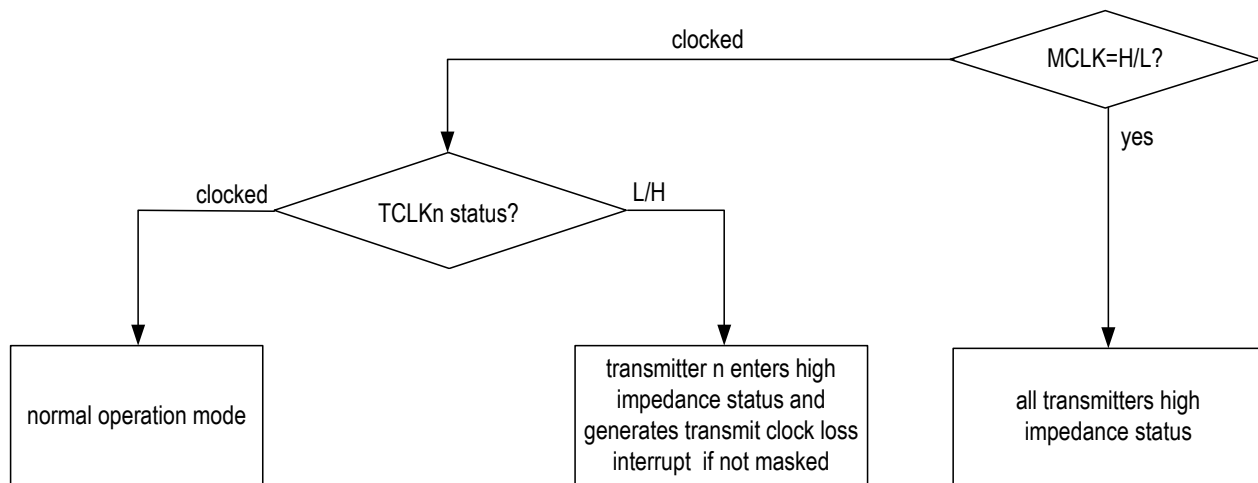 clocked
MCLK=H/L?
yes
clocked
TCLKn status?
L/H
normal operation mode
transmitter n enters high
impedance status and
generates transmit clock loss
interrupt if not masked
all transmitters high
impedance status